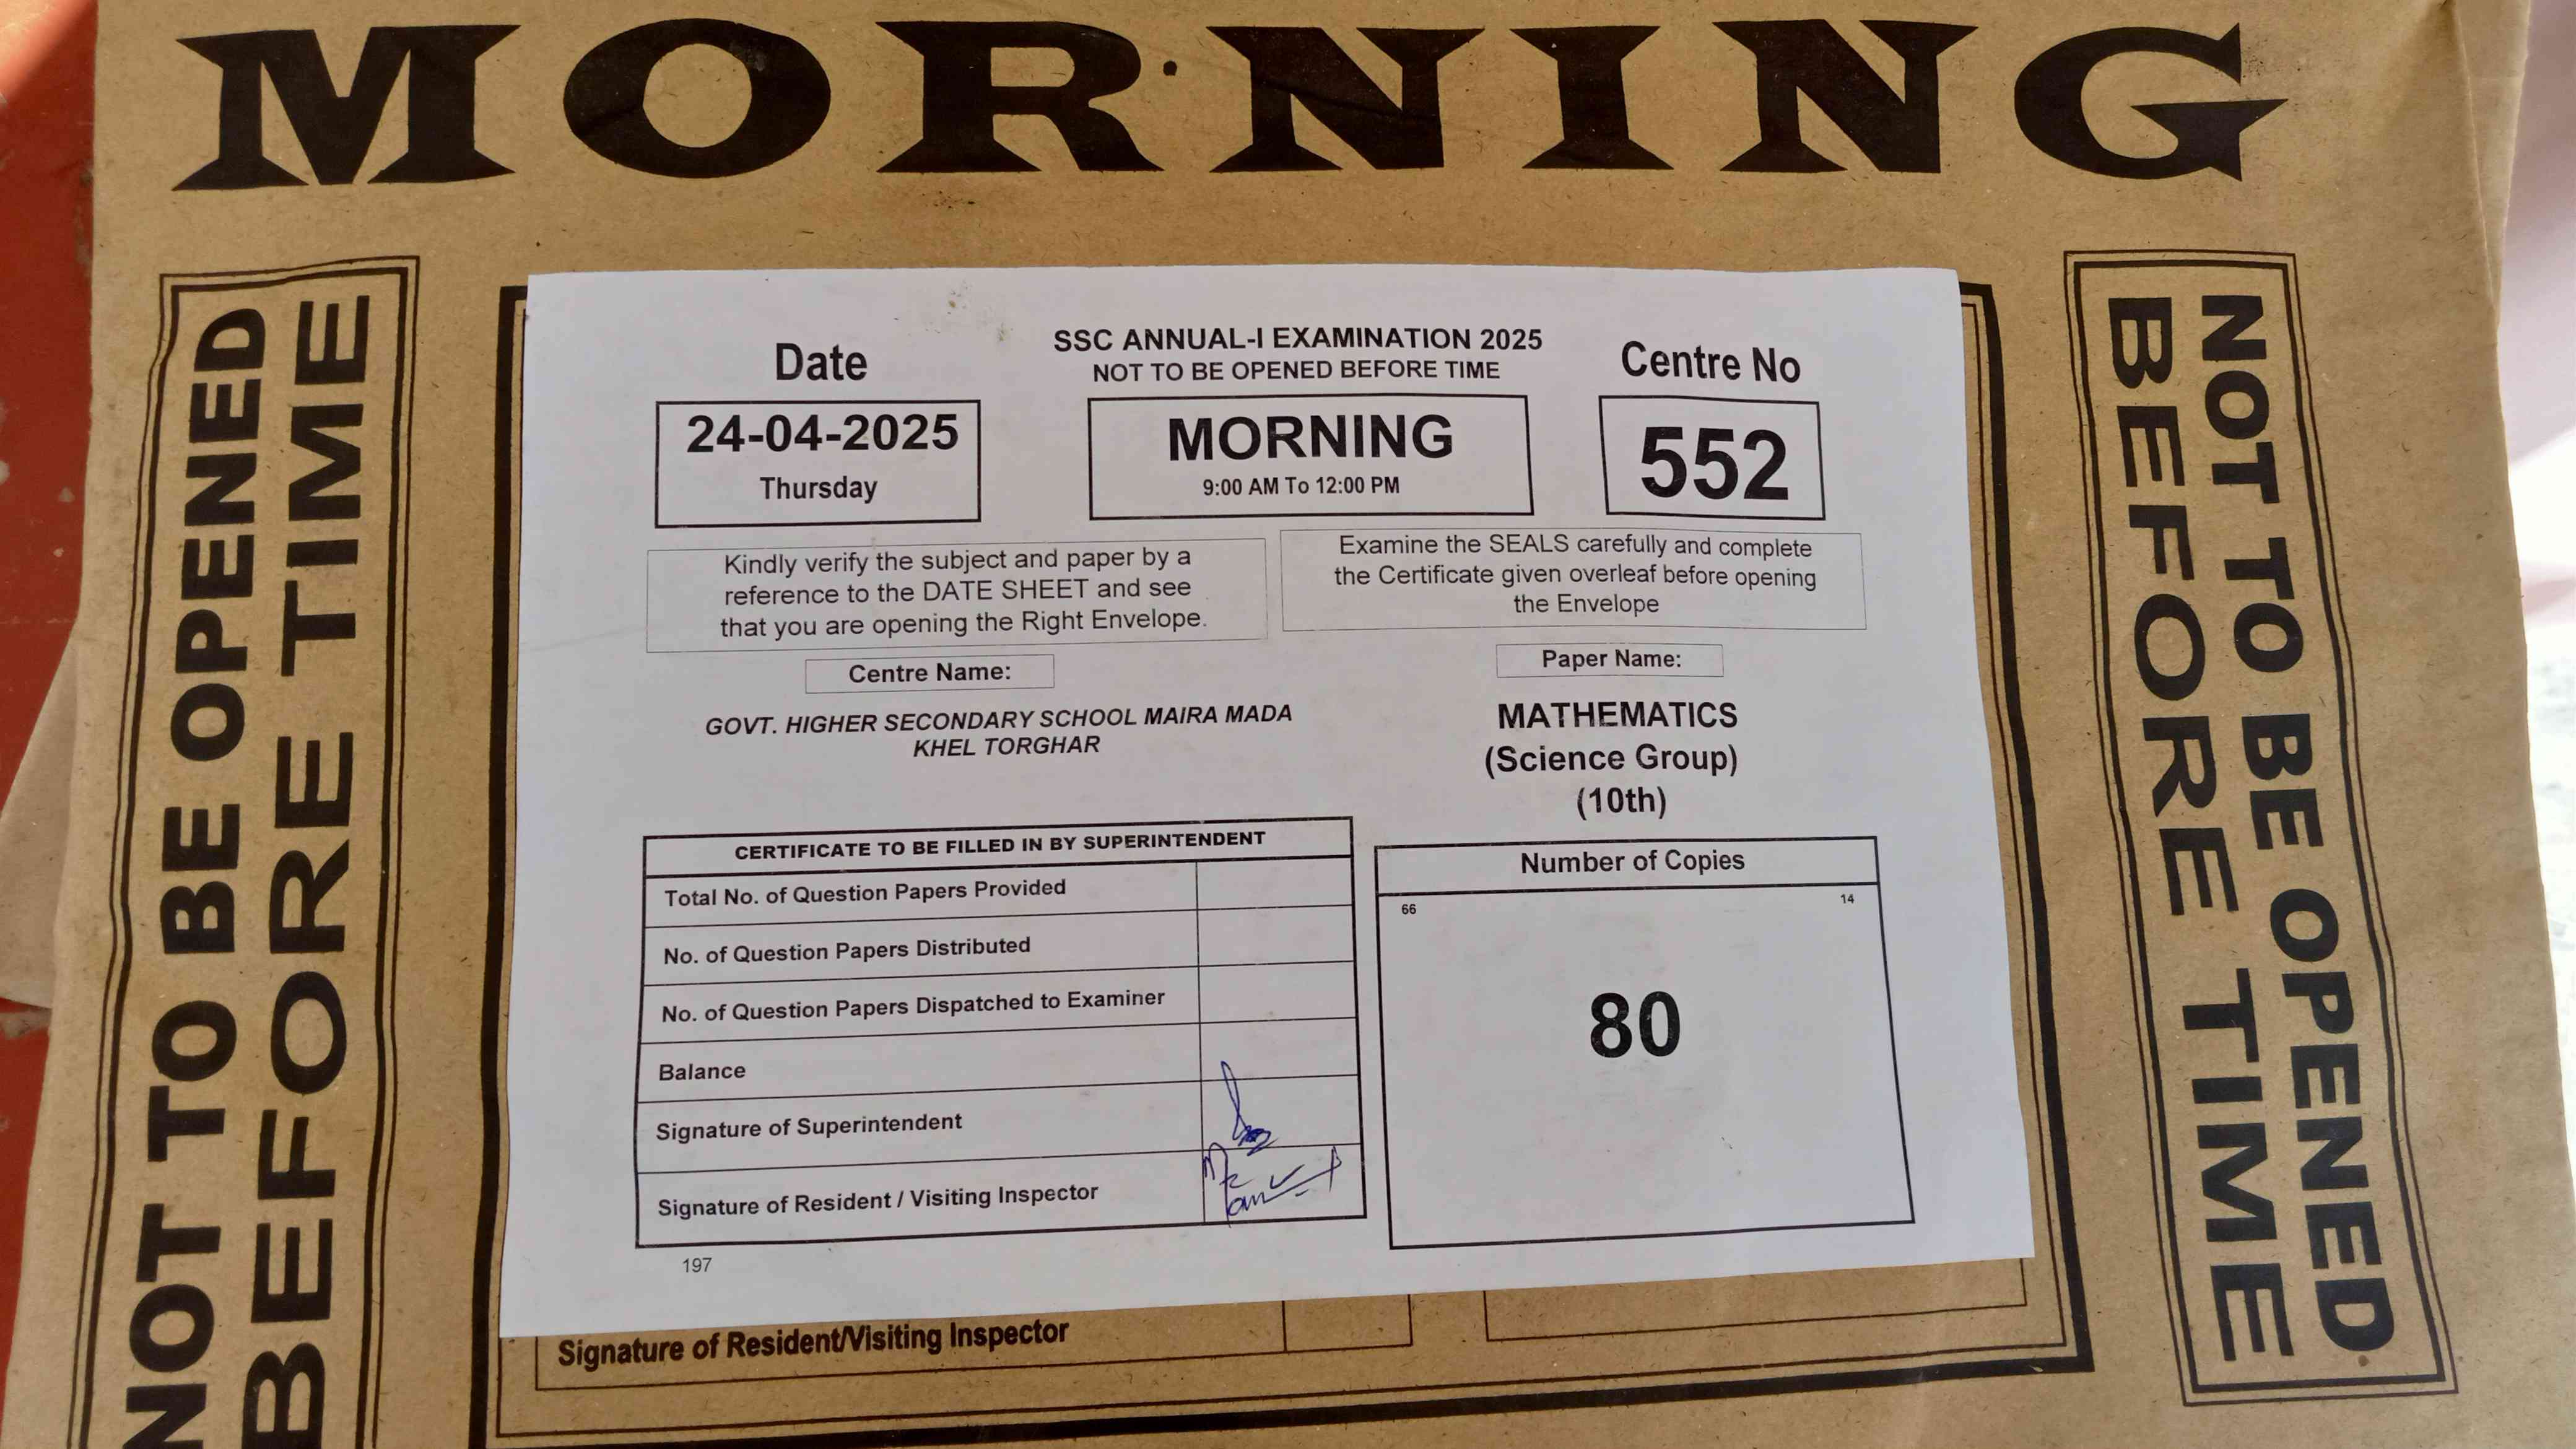 MORNING
NOT TO BE OPENED
BEFORE TIME
SSC ANNUAL-I EXAMINATION 2025
NOT TO BE OPENED BEFORE TIME
Date
24-04-2025
Thursday
MORNING
9:00 AM To 12:00 PM
Centre No
552
Kindly verify the subject and paper by a
reference to the DATE SHEET and see
that you are opening the Right Envelope.
Examine the SEALS carefully and complete
the Certificate given overleaf before opening
the Envelope
Centre Name:
GOVT. HIGHER SECONDARY SCHOOL MAIRA MADA
KHEL TORGHAR
Paper Name:
MATHEMATICS
(Science Group)
(10th)
CERTIFICATE TO BE FILLED IN BY SUPERINTENDENT
Total No. of Question Papers Provided
No. of Question Papers Distributed
No. of Question Papers Dispatched to Examiner
Balance
Signature of Superintendent
Signature of Resident / Visiting Inspector
Number of Copies
66
14
80
197
Signature of Resident/Visiting Inspector
NOT TO BE OPENED
BEFORE TIME